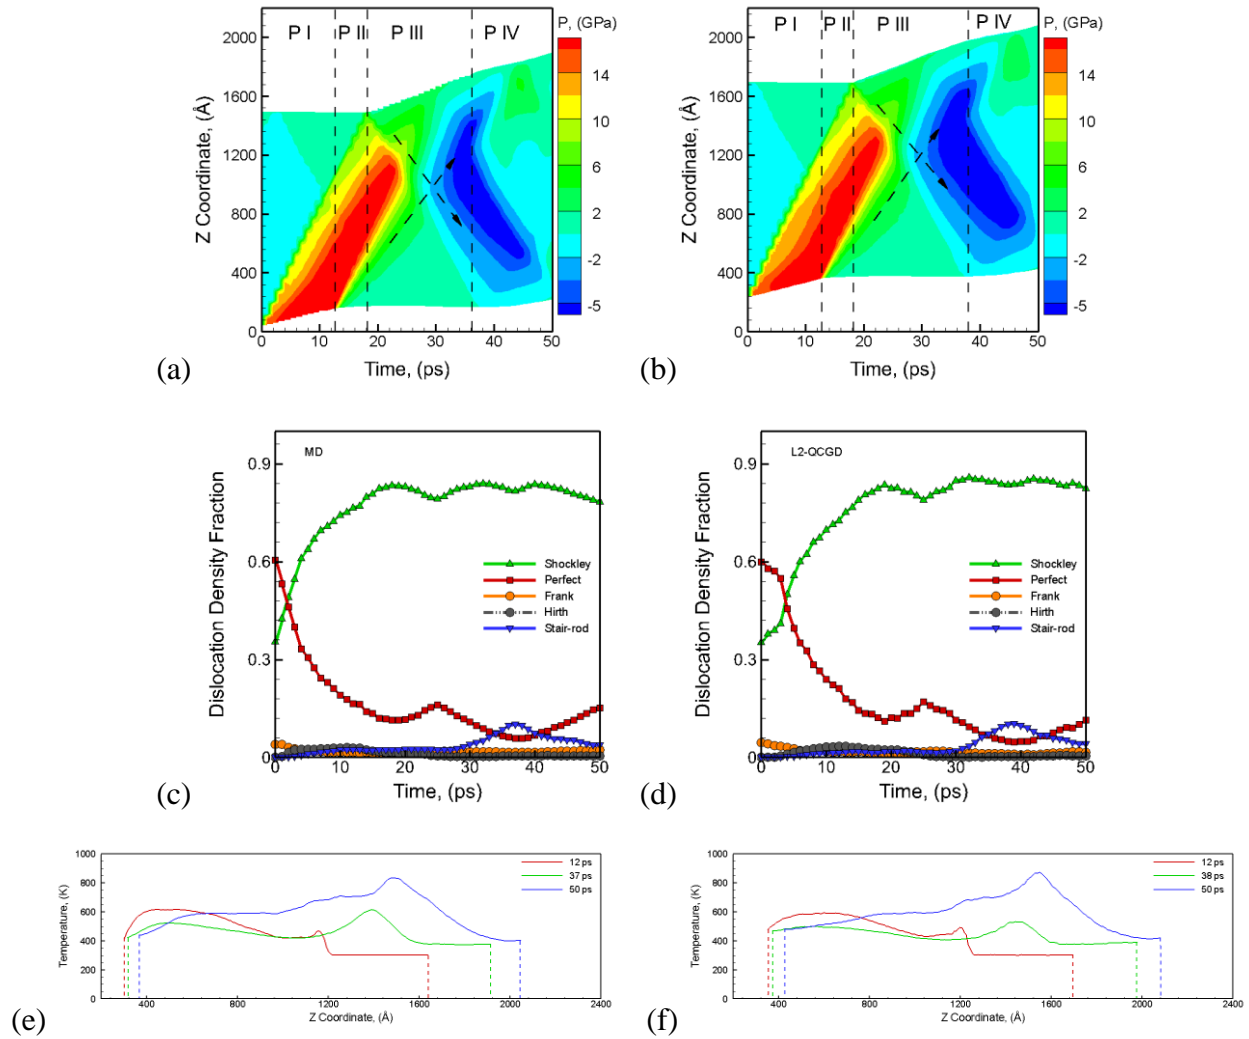 P I P II P III P IV
P, (GPa)
2000
1600
1200
800
400
0
Z Coordinate, (Å)
14
10
6
2
-2
-5
0 10 20 30 40 50
Time, (ps)
(a)
P I P II P III P IV
P, (GPa)
2000
1600
1200
800
400
0
Z Coordinate, (Å)
14
10
6
2
-2
-5
0 10 20 30 40 50
Time, (ps)
(b)
MD
0.9
0.6
0.3
0
Dislocation Density Fraction
Shockley
Perfect
Frank
Hirth
Stair-rod
0 10 20 30 40 50
Time, (ps)
(c)
L2-QCGD
0.9
0.6
0.3
0
Dislocation Density Fraction
Shockley
Perfect
Frank
Hirth
Stair-rod
0 10 20 30 40 50
Time, (ps)
(d)
1000
800
600
400
200
0
Temperature, (K)
12 ps
37 ps
50 ps
400 800 1200 1600 2000 2400
Z Coordinate, (Å)
(e)
1000
800
600
400
200
0
Temperature, (K)
12 ps
38 ps
50 ps
400 800 1200 1600 2000 2400
Z Coordinate, (Å)
(f)